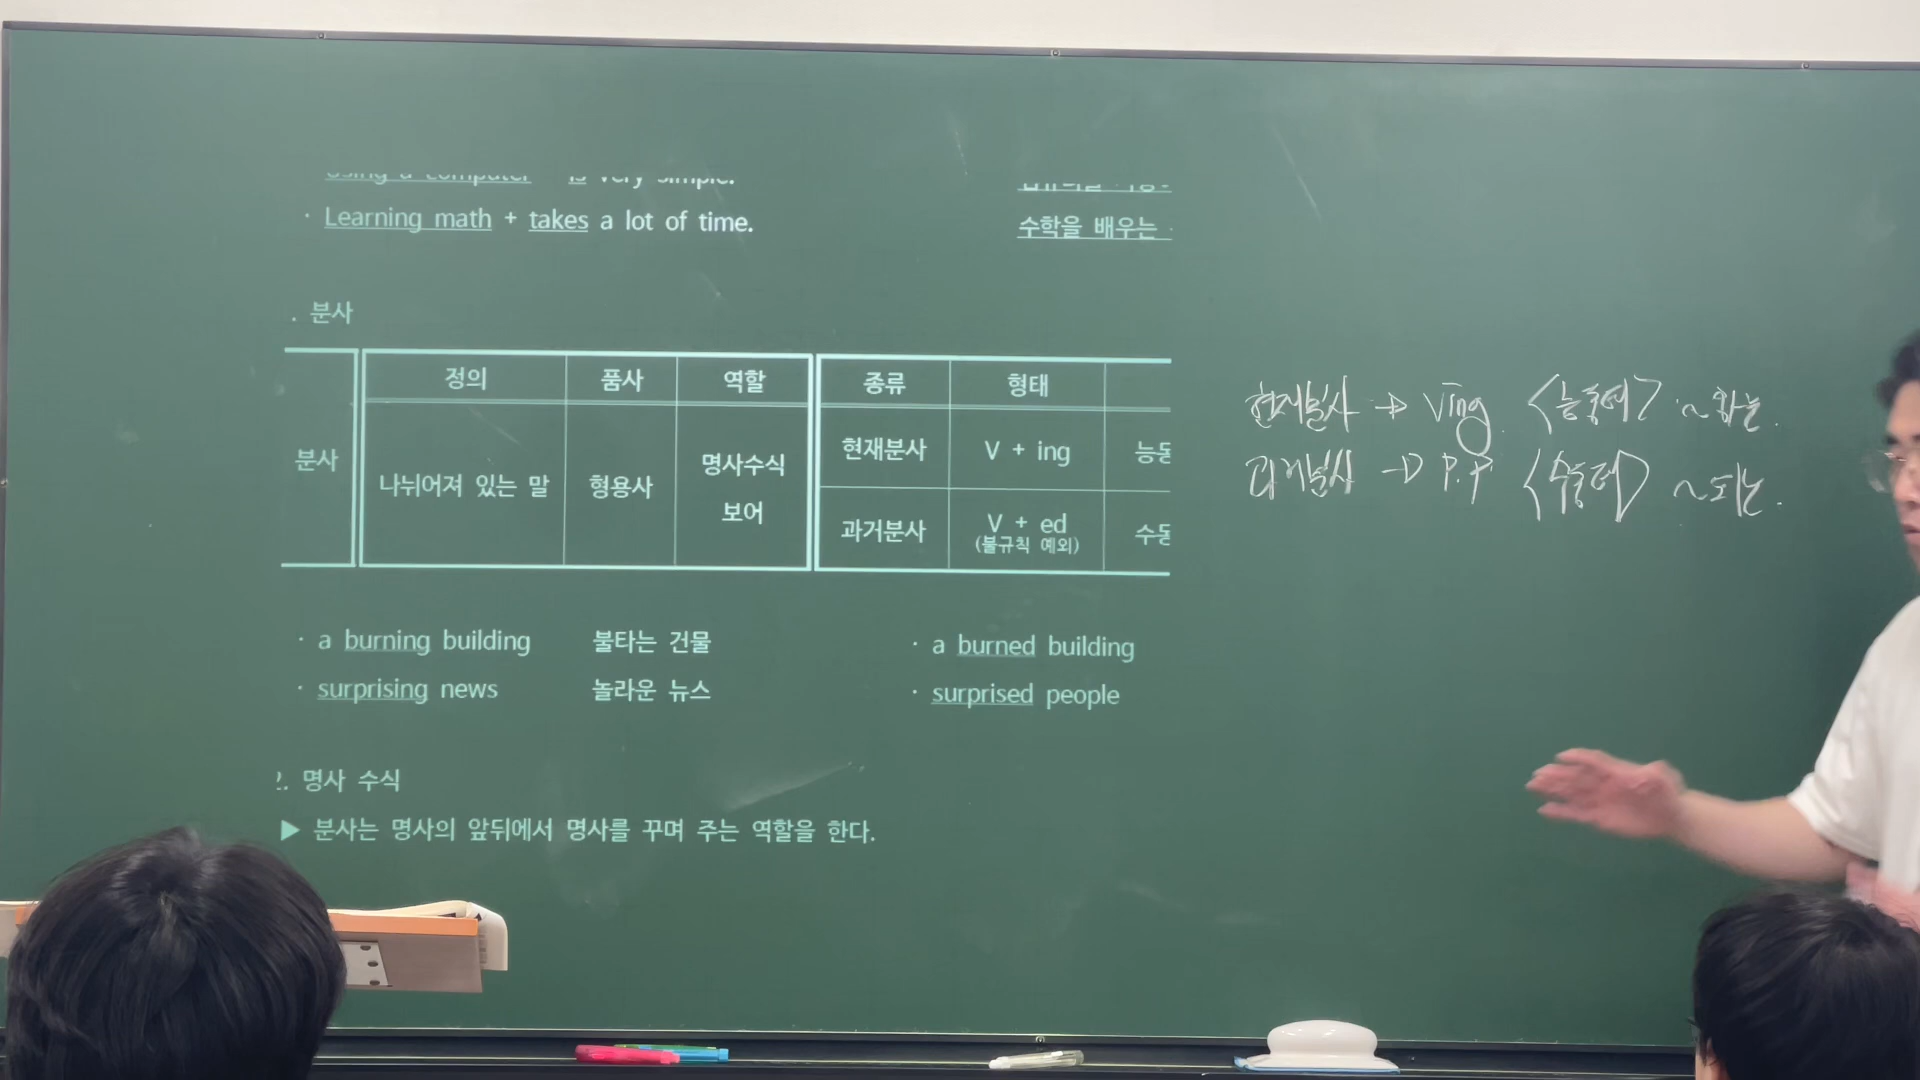 is very simple.
· Learning math + takes a lot of time.
수학을 배우는
. 분사
정의 품사 역할 종류 형태
분사 나뉘어져 있는 말 형용사 명사수식 보어
현재분사 V + ing 능동
과거분사 V + ed (불규칙 예외) 수동
· a burning building 불타는 건물 · a burned building
· surprising news 놀라운 뉴스 · surprised people
2. 명사 수식
▶ 분사는 명사의 앞뒤에서 명사를 꾸며 주는 역할을 한다.
현재분사 → Ving <능동태> ~하는.
과거분사 → P.P <수동태> ~되는.